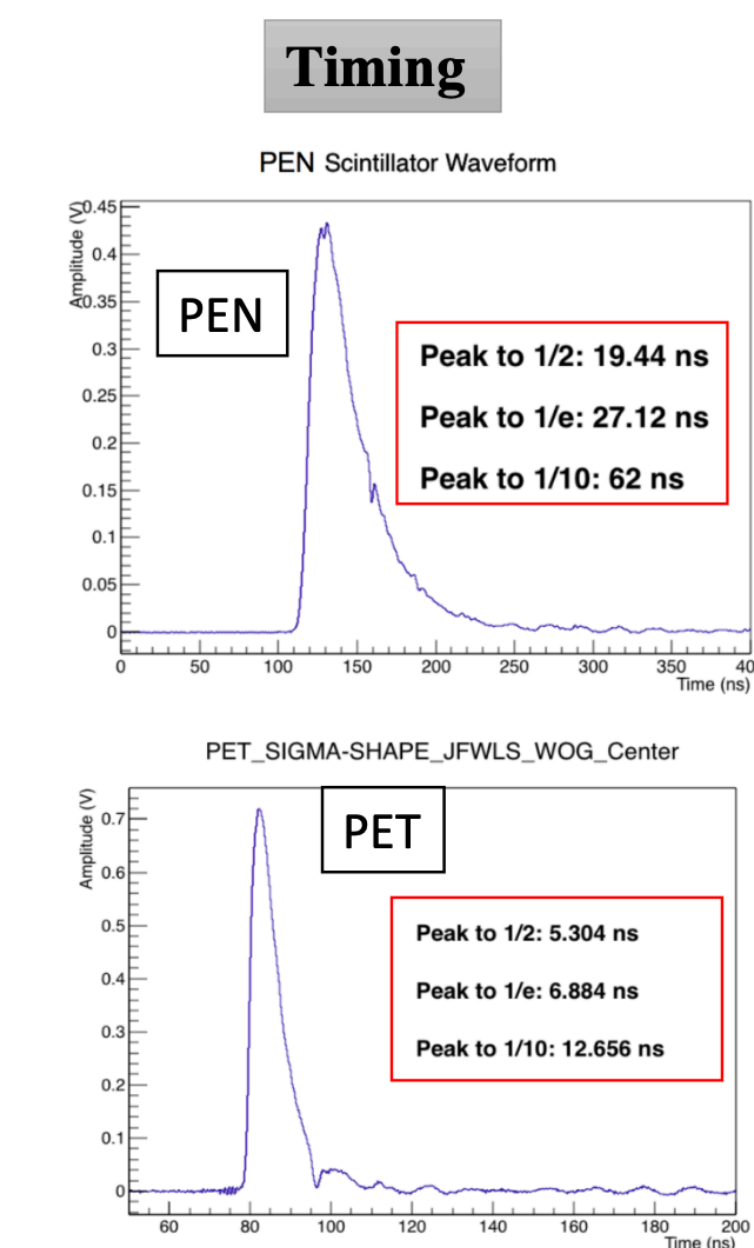 Timing
PEN Scintillator Waveform
Amplitude (V)
0.45
0.4
0.35
0.3
0.25
0.2
0.15
0.1
0.05
0
PEN
Peak to 1/2: 19.44 ns
Peak to 1/e: 27.12 ns
Peak to 1/10: 62 ns
0 50 100 150 200 250 300 350 40
Time (ns)
PET_SIGMA-SHAPE_JFWLS_WOG_Center
Amplitude (V)
0.7
0.6
0.5
0.4
0.3
0.2
0.1
0
PET
Peak to 1/2: 5.304 ns
Peak to 1/e: 6.884 ns
Peak to 1/10: 12.656 ns
60 80 100 120 140 160 180 200
Time (ns)